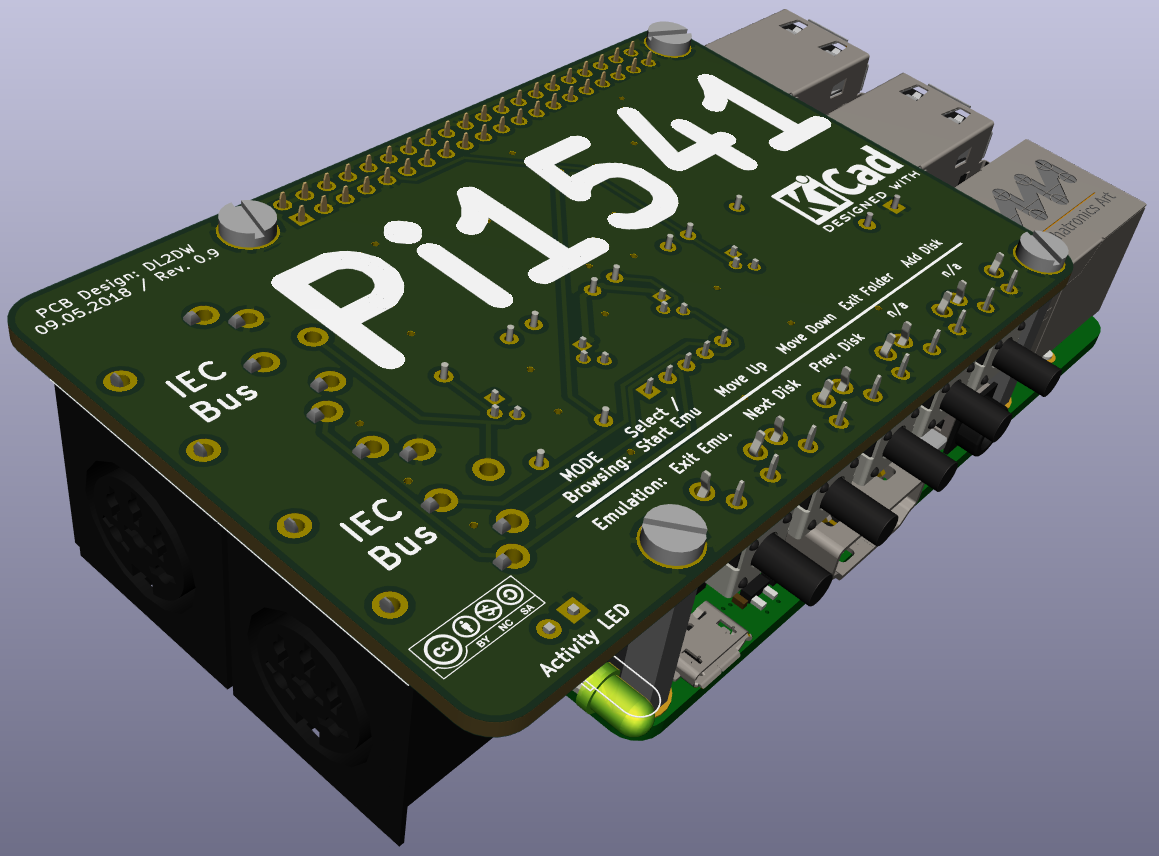 Pi1541
KiCad
DESIGNED WITH
PCB Design: DL2DW
09.05.2018 / Rev. 0.9
hatronics Art
IEC
Bus
IEC
Bus
MODE
Browsing: Select / Start Emu Move Up Move Down Exit Folder Add Disk
Emulation: Exit Emu. Next Disk Prev. Disk n/a n/a
CC
BY NC SA
Activity LED